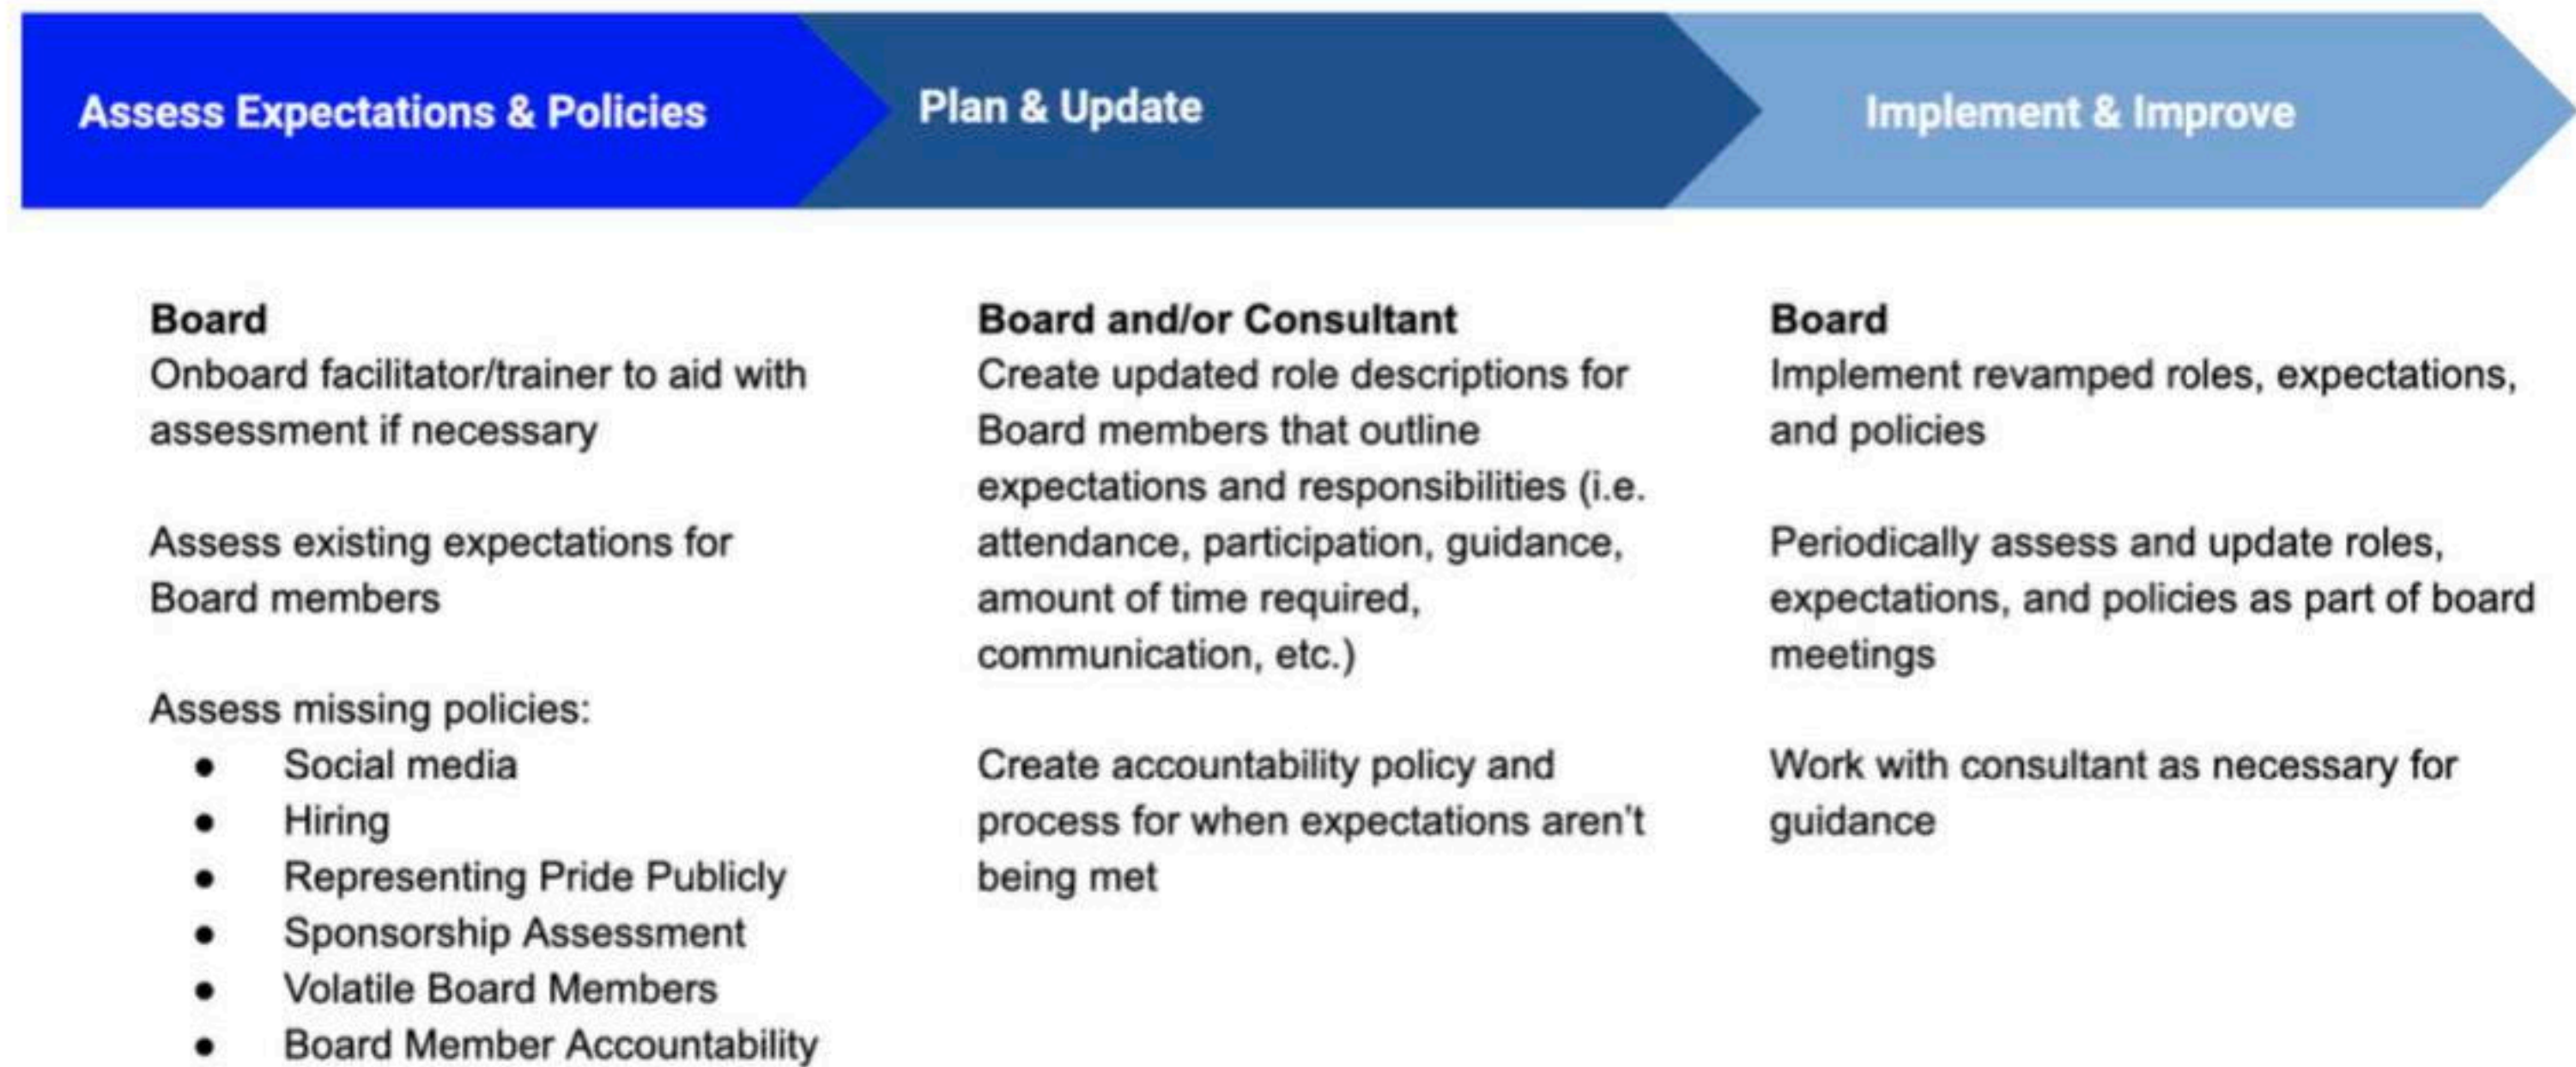 Assess Expectations & Policies
Plan & Update
Implement & Improve
Board
Onboard facilitator/trainer to aid with
assessment if necessary
Assess existing expectations for
Board members
Assess missing policies:
● Social media
● Hiring
● Representing Pride Publicly
● Sponsorship Assessment
● Volatile Board Members
● Board Member Accountability
Board and/or Consultant
Create updated role descriptions for
Board members that outline
expectations and responsibilities (i.e.
attendance, participation, guidance,
amount of time required,
communication, etc.)
Create accountability policy and
process for when expectations aren't
being met
Board
Implement revamped roles, expectations,
and policies
Periodically assess and update roles,
expectations, and policies as part of board
meetings
Work with consultant as necessary for
guidance